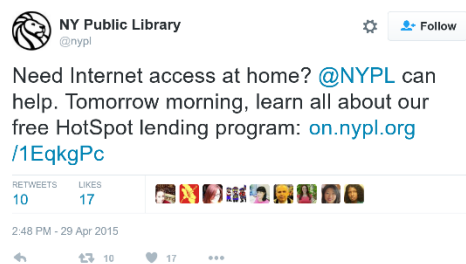 NY Public Library
@nypl
Follow
Need Internet access at home? @NYPL can
help. Tomorrow morning, learn all about our
free HotSpot lending program: on.nypl.org
/1EqkgPc
RETWEETS LIKES
10 17
2:48 PM - 29 Apr 2015
10 17